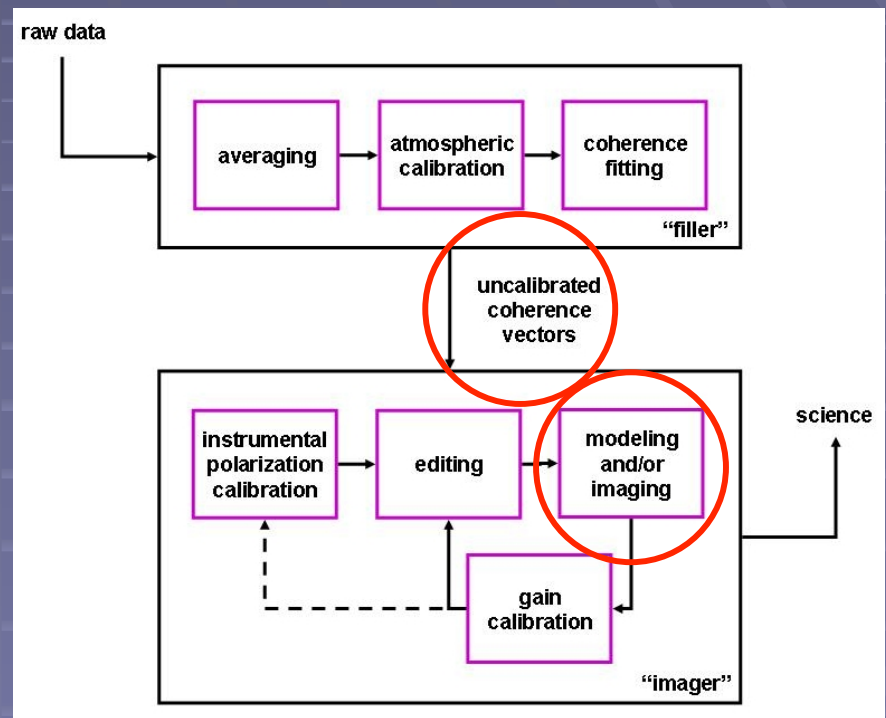 raw data
averaging
atmospheric
calibration
coherence
fitting
“filler”
uncalibrated
coherence
vectors
instrumental
polarization
calibration
editing
modeling
and/or
imaging
science
gain
calibration
“imager”